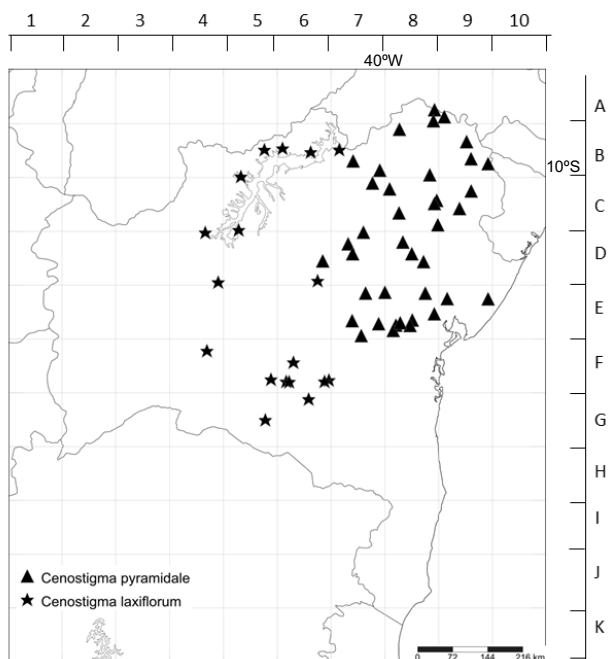 1 2 3 4 5 6 7 8 9 10
40ºW
A
B
10ºS
C
D
E
F
G
H
I
J
K
Cenostigma pyramidale
Cenostigma laxiflorum
0 72 144 216 km